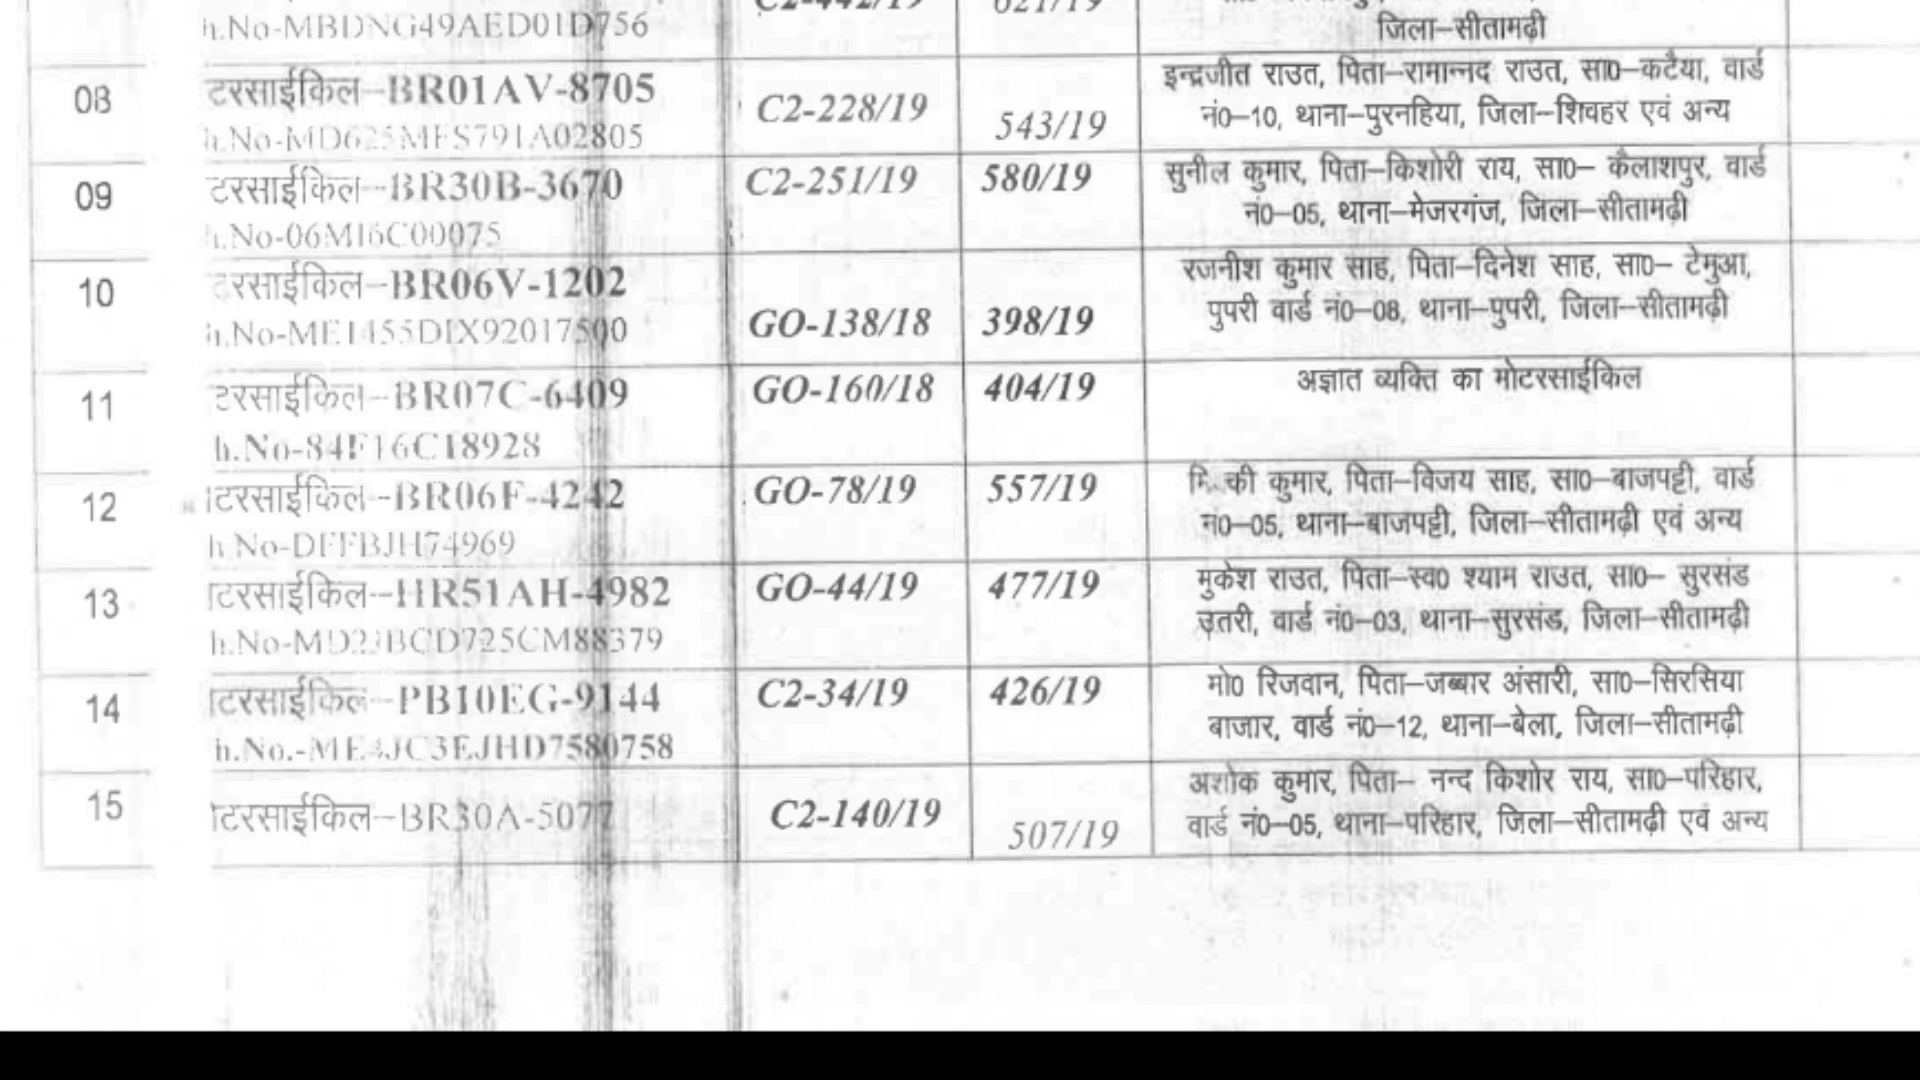 h.No-MBDNG49AED01D756
621/19
जिला–सीतामढ़ी
08
टरसाईकिल–BR01AV-8705
h.No-MD625MFS791A02805
C2-228/19
543/19
इन्द्रजीत राउत, पिता–रामान्नद राउत, सा0–कटैया, वार्ड
नं0–10, थाना–पुरनहिया, जिला–शिवहर एवं अन्य
09
टरसाईकिल–BR30B-3670
h.No-06M16C00075
C2-251/19
580/19
सुनील कुमार, पिता–किशोरी राय, सा0– कैलाशपुर, वार्ड
नं0–05, थाना–मेजरगंज, जिला–सीतामढ़ी
10
टरसाईकिल–BR06V-1202
h.No-ME1455DIX92017500
GO-138/18
398/19
रजनीश कुमार साह, पिता–दिनेश साह, सा0– टेमुआ,
पुपरी वार्ड नं0–08, थाना–पुपरी, जिला–सीतामढ़ी
11
टरसाईकिल–BR07C-6409
h.No-84F16C18928
GO-160/18
404/19
अज्ञात व्यक्ति का मोटरसाईकिल
12
टरसाईकिल–BR06F-4242
h.No-DFFBJH74969
GO-78/19
557/19
कुमार, पिता–विजय साह, सा0–बाजपट्टी, वार्ड
नं0–05, थाना–बाजपट्टी, जिला–सीतामढ़ी एवं अन्य
13
टरसाईकिल–HR51AH-4982
GO-44/19
477/19
मुकेश राउत, पिता–स्व0 श्याम राउत, सा0– सुरसंड
उतरी, वार्ड नं0–03, थाना–सुरसंड, जिला–सीतामढ़ी
14
टरसाईकिल–PB10EG-9144
h.No.-ME4JC3EJHD7580758
C2-34/19
426/19
मो0 रिजवान, पिता–जब्बार अंसारी, सा0–सिरसिया
बाजार, वार्ड नं0–12, थाना–बेला, जिला–सीतामढ़ी
15
टरसाईकिल–BR30A-5077
C2-140/19
507/19
अशोक कुमार, पिता– नन्द किशोर राय, सा0–परिहार,
वार्ड नं0–05, थाना–परिहार, जिला–सीतामढ़ी एवं अन्य